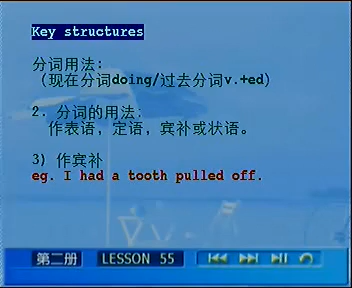 Key structures
分词用法：
（现在分词doing/过去分词v.+ed）
2. 分词的用法：
作表语，定语，宾补或状语。
3) 作宾补
eg. I had a tooth pulled off.
第二册 LESSON 55